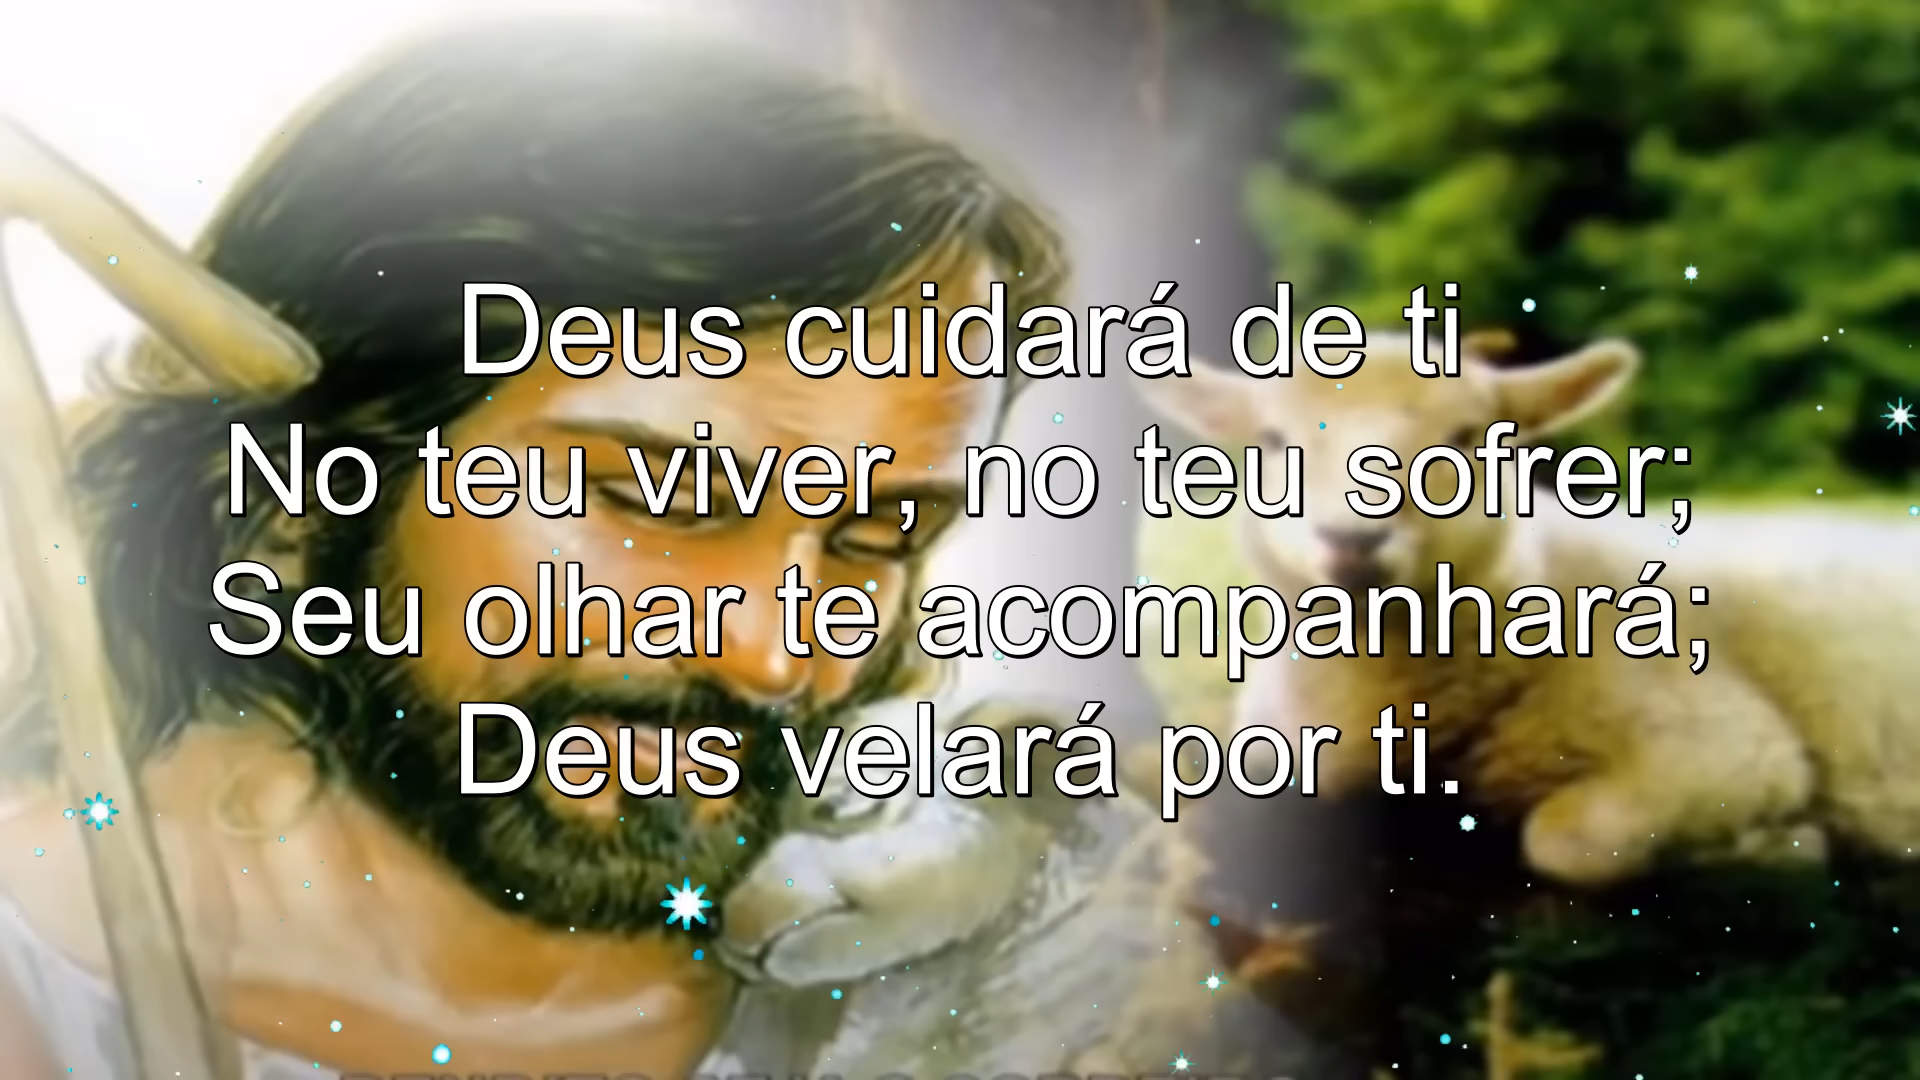 Deus cuidará de ti
No teu viver, no teu sofrer;
Seu olhar te acompanhará;
Deus velará por ti.